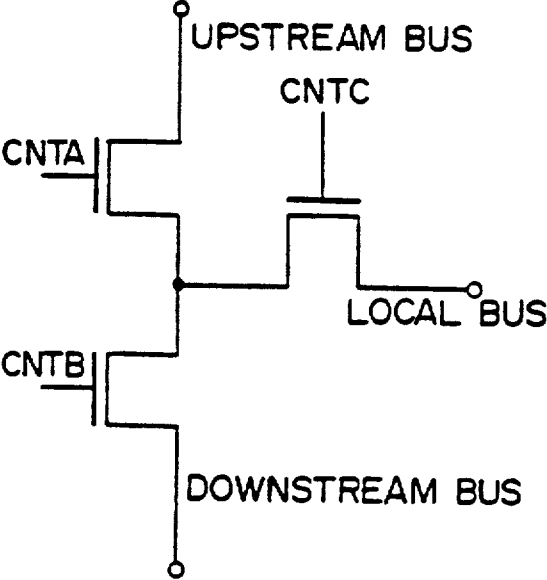 UPSTREAM BUS
CNTC
CNTA
LOCAL BUS
CNTB
DOWNSTREAM BUS